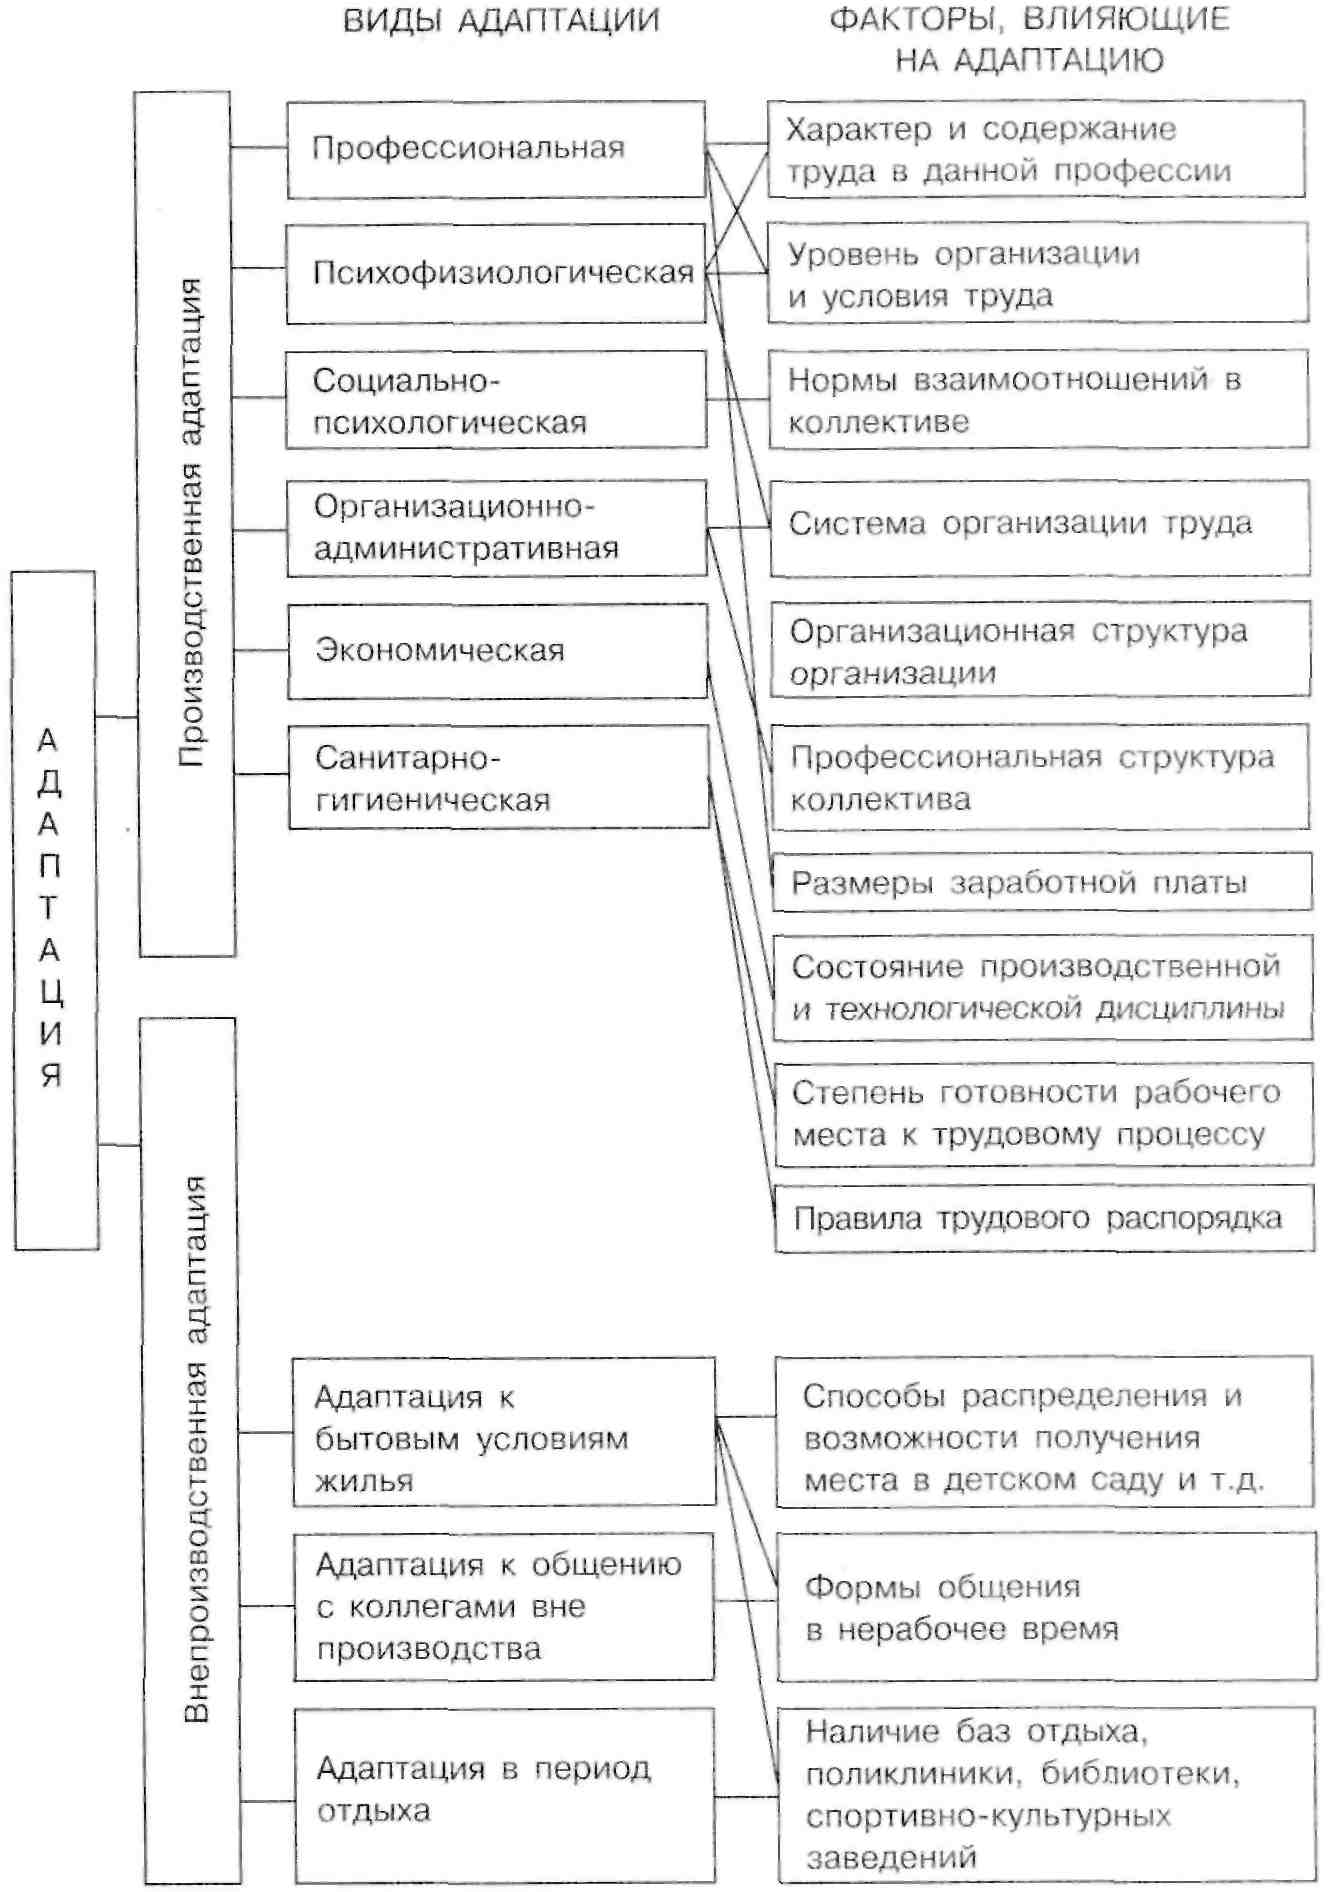 ВИДЫ АДАПТАЦИИ
ФАКТОРЫ, ВЛИЯЮЩИЕ
НА АДАПТАЦИЮ
АДАПТАЦИЯ
Производственная адаптация
Профессиональная
Психофизиологическая
Социально-
психологическая
Организационно-
административная
Экономическая
Санитарно-
гигиеническая
Характер и содержание
труда в данной профессии
Уровень организации
и условия труда
Нормы взаимоотношений в
коллективе
Система организации труда
Организационная структура
организации
Профессиональная структура
коллектива
Размеры заработной платы
Состояние производственной
и технологической дисциплины
Степень готовности рабочего
места к трудовому процессу
Правила трудового распорядка
Внепроизводственная адаптация
Адаптация к
бытовым условиям
жилья
Адаптация к общению
с коллегами вне
производства
Адаптация в период
отдыха
Способы распределения и
возможности получения
места в детском саду и т.д.
Формы общения
в нерабочее время
Наличие баз отдыха,
поликлиники, библиотеки,
спортивно-культурных
заведений